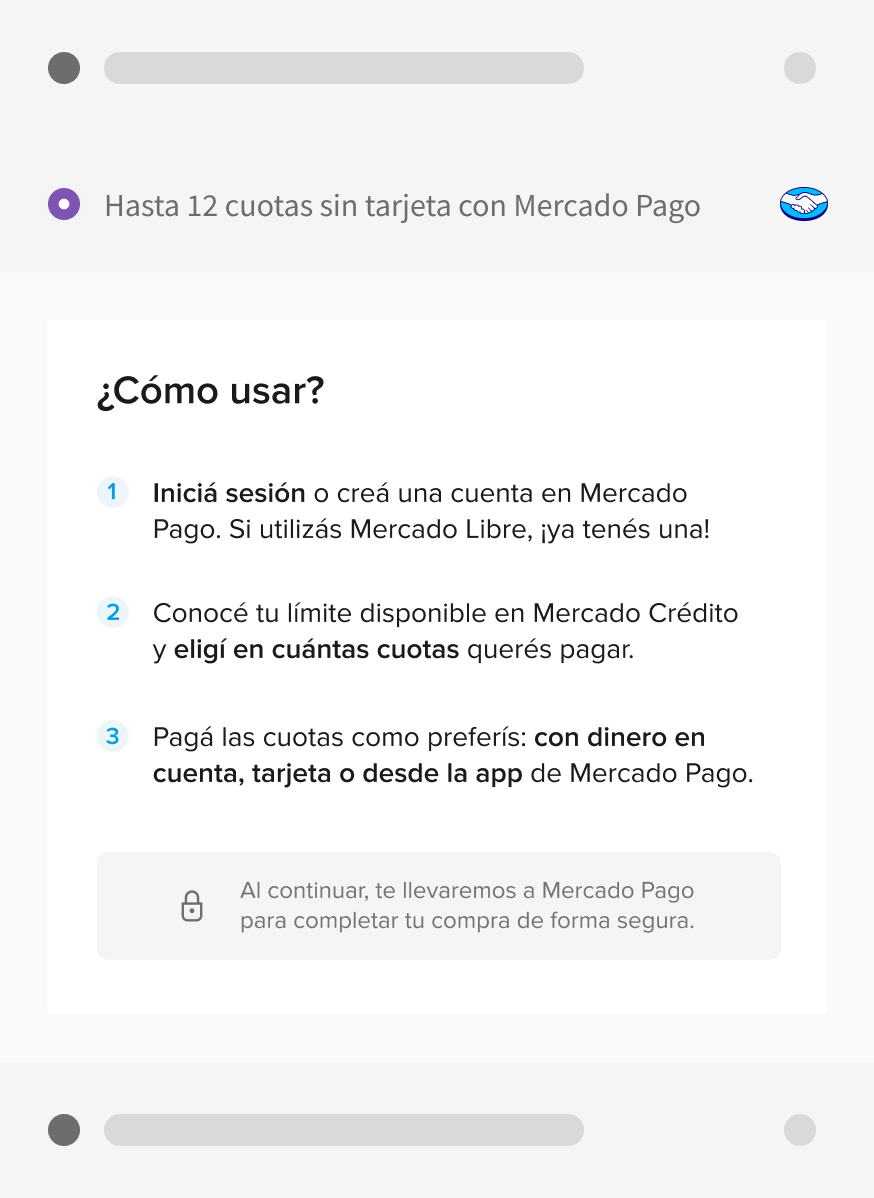 Hasta 12 cuotas sin tarjeta con Mercado Pago
¿Cómo usar?
1 Iniciá sesión o creá una cuenta en Mercado
Pago. Si utilizás Mercado Libre, ¡ya tenés una!
2 Conocé tu límite disponible en Mercado Crédito
y eligí en cuántas cuotas querés pagar.
3 Pagá las cuotas como preferís: con dinero en
cuenta, tarjeta o desde la app de Mercado Pago.
Al continuar, te llevaremos a Mercado Pago
para completar tu compra de forma segura.